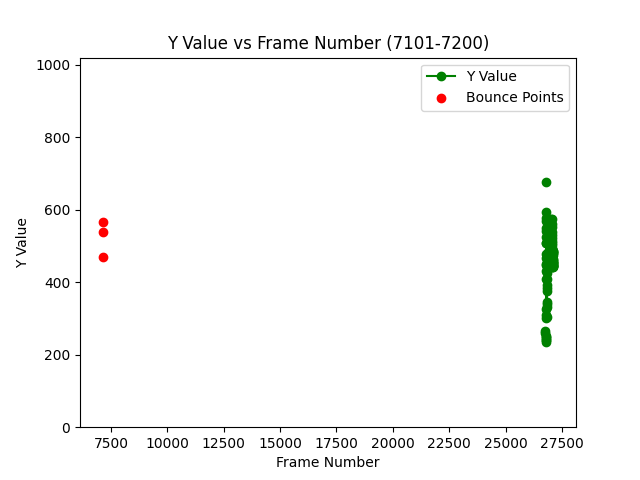 Y Value vs Frame Number (7101-7200)
Y Value
Bounce Points
Y Value
1000
800
600
400
200
0
7500 10000 12500 15000 17500 20000 22500 25000 27500
Frame Number